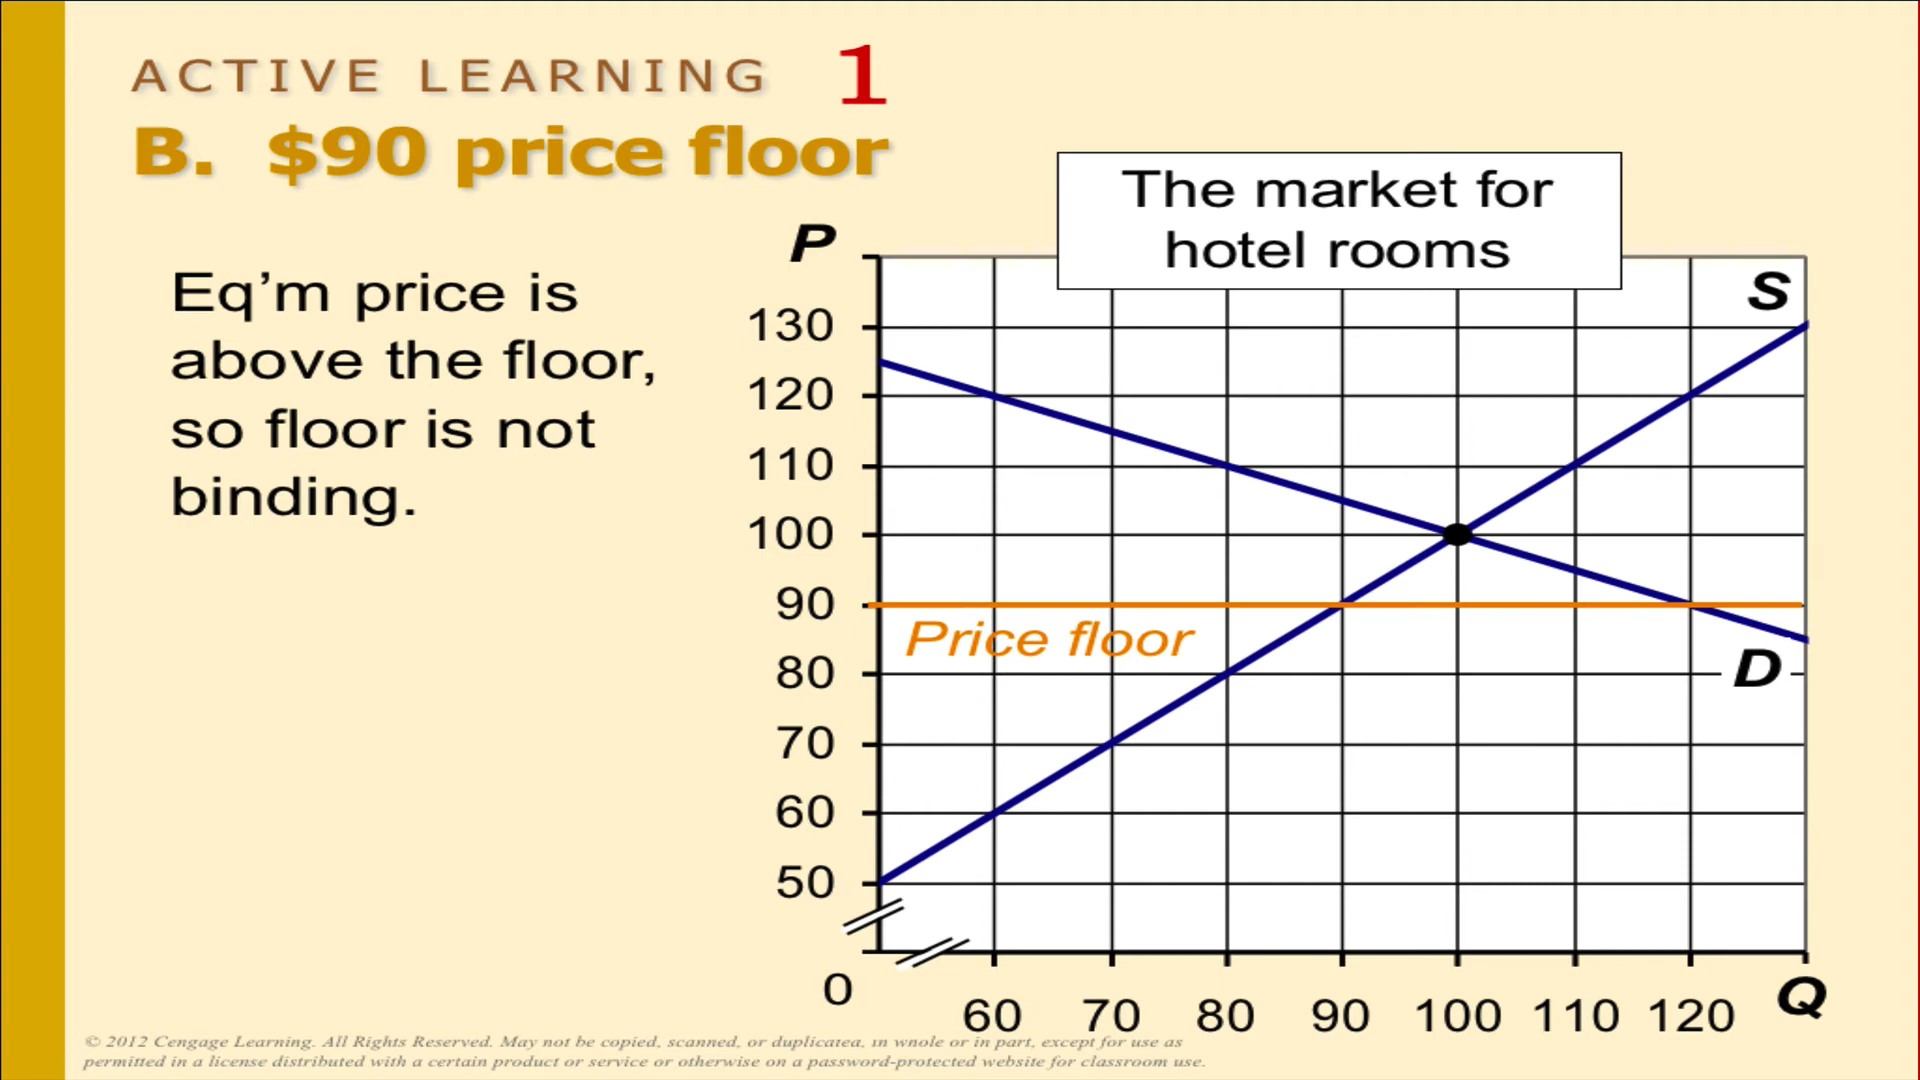 ACTIVE LEARNING 1
B. $90 price floor
The market for
hotel rooms
Eq’m price is
above the floor,
so floor is not
binding.
P
S
130
120
110
100
90
Price floor
80
D
70
60
50
0
60 70 80 90 100 110 120
Q
© 2012 Cengage Learning. All Rights Reserved. May not be copied, scanned, or duplicated, in whole or in part, except for use as
permitted in a license distributed with a certain product or service or otherwise on a password-protected website for classroom use.